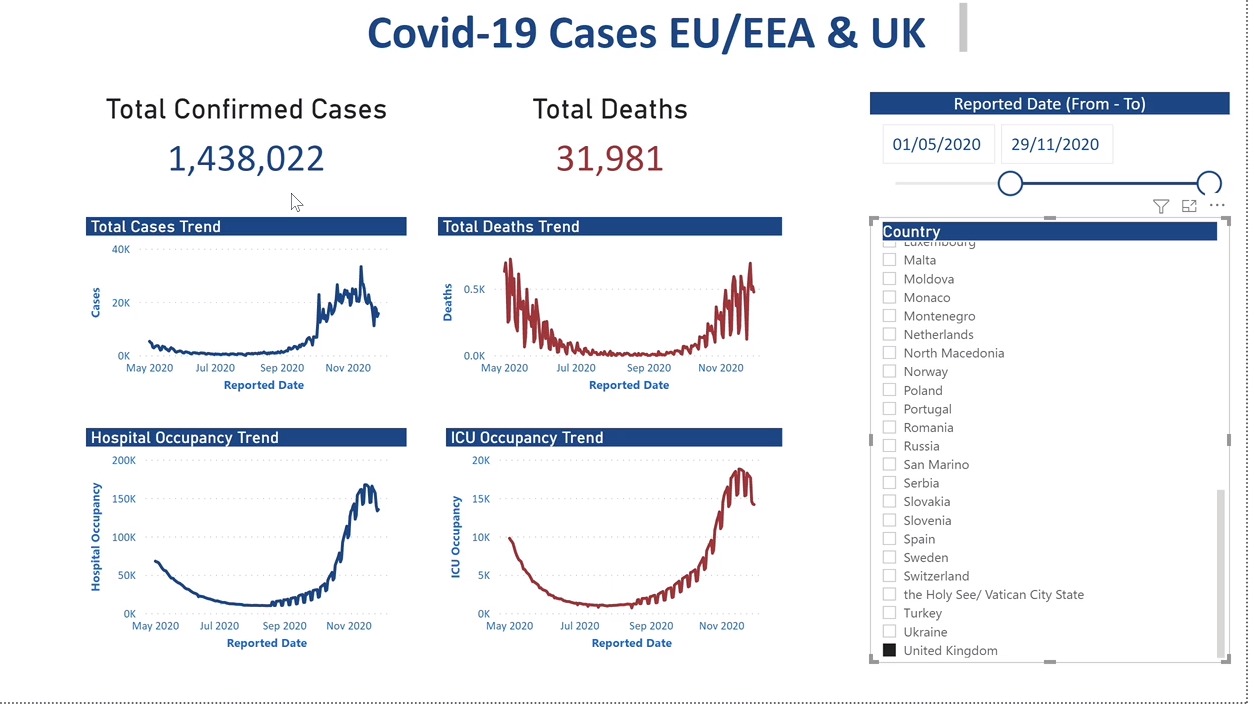 Covid-19 Cases EU/EEA & UK
Total Confirmed Cases
1,438,022
Total Deaths
31,981
Reported Date (From - To)
01/05/2020
29/11/2020
Total Cases Trend
40K
20K
0K
Cases
May 2020
Jul 2020
Sep 2020
Nov 2020
Reported Date
Total Deaths Trend
0.5K
0.0K
Deaths
May 2020
Jul 2020
Sep 2020
Nov 2020
Reported Date
Hospital Occupancy Trend
200K
150K
100K
50K
0K
Hospital Occupancy
May 2020
Jul 2020
Sep 2020
Nov 2020
Reported Date
ICU Occupancy Trend
20K
15K
10K
5K
0K
ICU Occupancy
May 2020
Jul 2020
Sep 2020
Nov 2020
Reported Date
Country
Luxembourg
Malta
Moldova
Monaco
Montenegro
Netherlands
North Macedonia
Norway
Poland
Portugal
Romania
Russia
San Marino
Serbia
Slovakia
Slovenia
Spain
Sweden
Switzerland
the Holy See/ Vatican City State
Turkey
Ukraine
United Kingdom